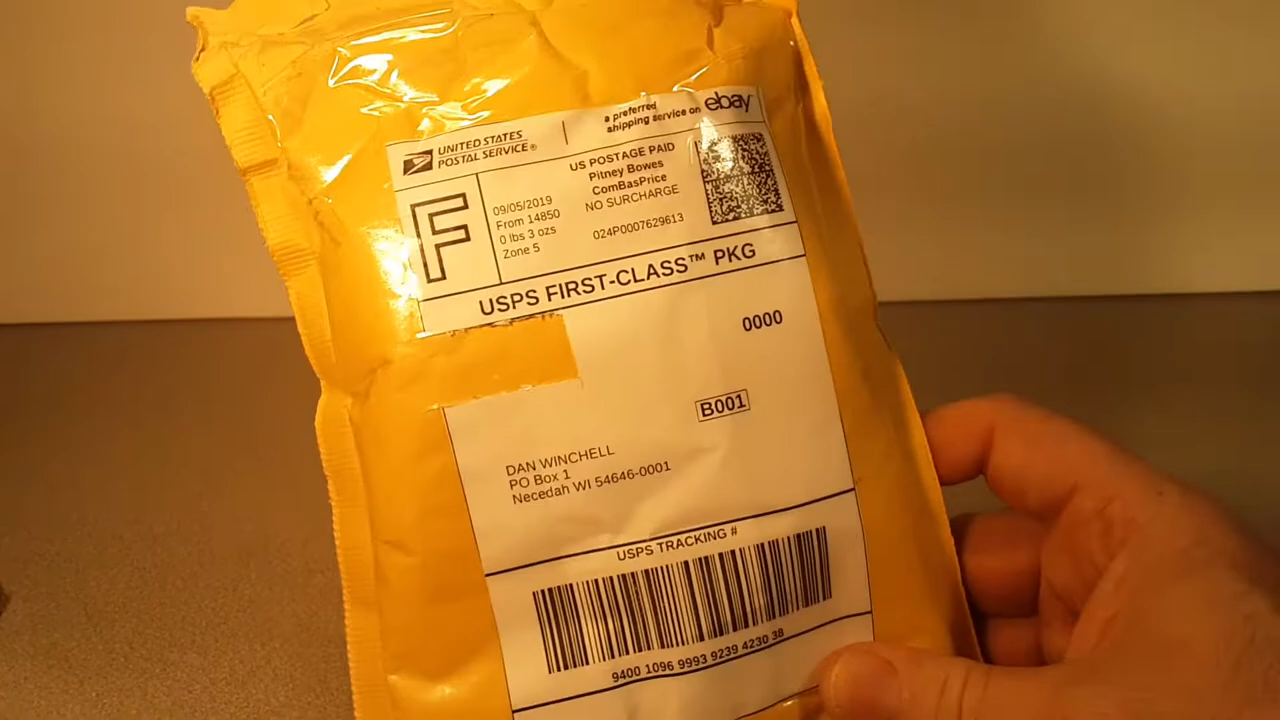 UNITED STATES
POSTAL SERVICE®
a preferred
shipping service on ebay™
F
09/05/2019
From 14850
0 lbs 3 ozs
Zone 5
US POSTAGE PAID
Pitney Bowes
ComBasPrice
NO SURCHARGE
024P0007629613
USPS FIRST-CLASS™ PKG
0000
B001
DAN WINCHELL
PO Box 1
Necedah WI 54646-0001
USPS TRACKING #
9400 1096 9993 9239 4230 38